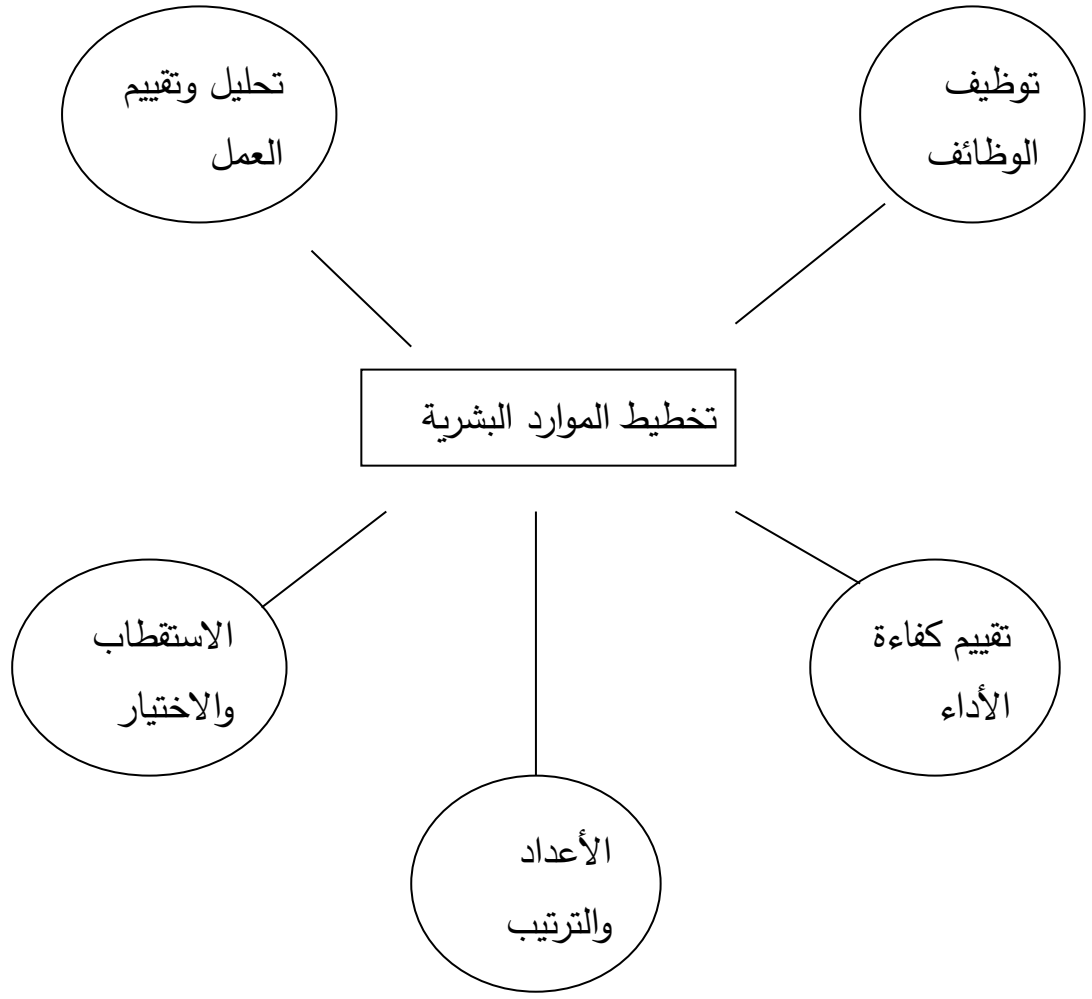 توظيف
الوظائف
تحليل وتقييم
العمل
تخطيط الموارد البشرية
تقييم كفاءة
الأداء
الاستقطاب
والاختيار
الأعداد
والترتيب